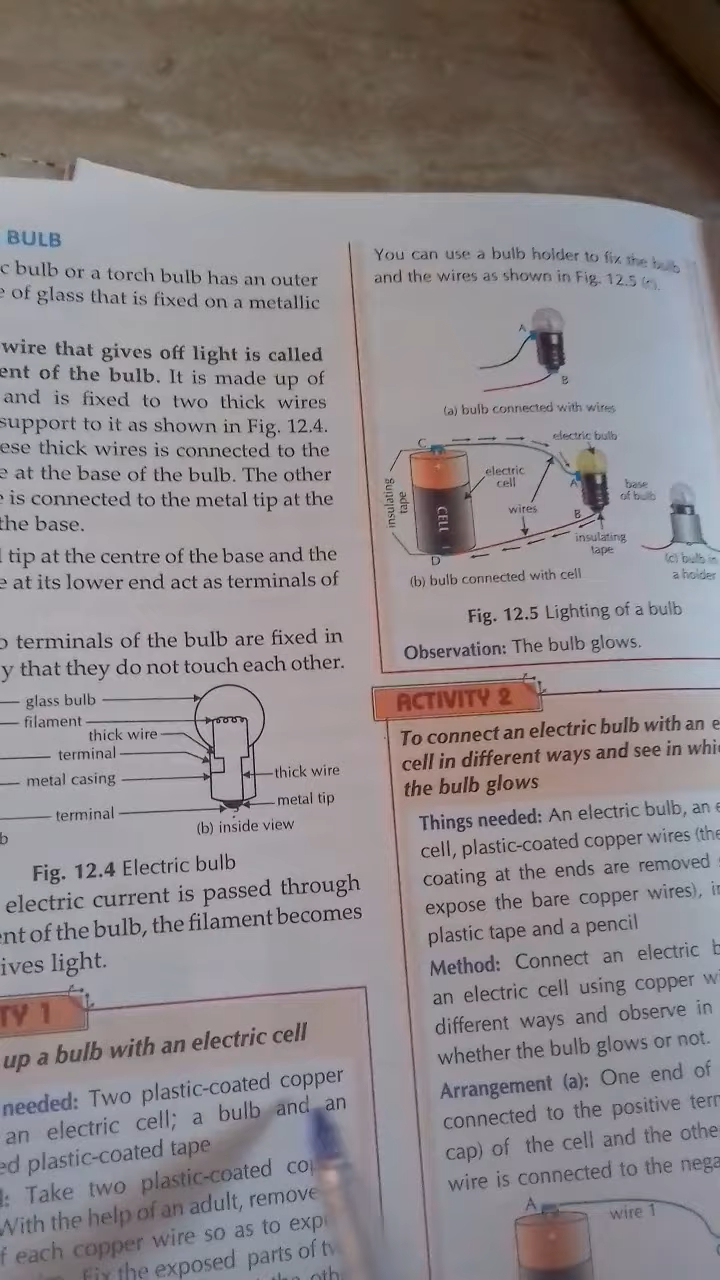 BULB
c bulb or a torch bulb has an outer
e of glass that is fixed on a metallic
wire that gives off light is called
ent of the bulb. It is made up of
and is fixed to two thick wires
support to it as shown in Fig. 12.4.
ese thick wires is connected to the
e at the base of the bulb. The other
e is connected to the metal tip at the
the base.
l tip at the centre of the base and the
e at its lower end act as terminals of
o terminals of the bulb are fixed in
y that they do not touch each other.
glass bulb
filament
thick wire
terminal
metal casing
terminal
thick wire
metal tip
b
(b) inside view
Fig. 12.4 Electric bulb
electric current is passed through
ent of the bulb, the filament becomes
ives light.
TY 1
up a bulb with an electric cell
needed: Two plastic-coated copper
an electric cell; a bulb and an
ed plastic-coated tape
: Take two plastic-coated cop
With the help of an adult, remove
f each copper wire so as to exp
Fix the exposed parts of tw
the oth
You can use a bulb holder to fix the bulb
and the wires as shown in Fig. 12.5 (c).
A
B
(a) bulb connected with wires
C
electric bulb
insulating
tape
electric
cell
CELL
wires
A
B
base
of bulb
insulating
tape
D
(b) bulb connected with cell
(c) bulb in
a holder
Fig. 12.5 Lighting of a bulb
Observation: The bulb glows.
ACTIVITY 2
To connect an electric bulb with an e
cell in different ways and see in whi
the bulb glows
Things needed: An electric bulb, an e
cell, plastic-coated copper wires (the
coating at the ends are removed
expose the bare copper wires), in
plastic tape and a pencil
Method: Connect an electric b
an electric cell using copper wi
different ways and observe in
whether the bulb glows or not.
Arrangement (a): One end of
connected to the positive term
cap) of the cell and the othe
wire is connected to the nega
A
wire 1